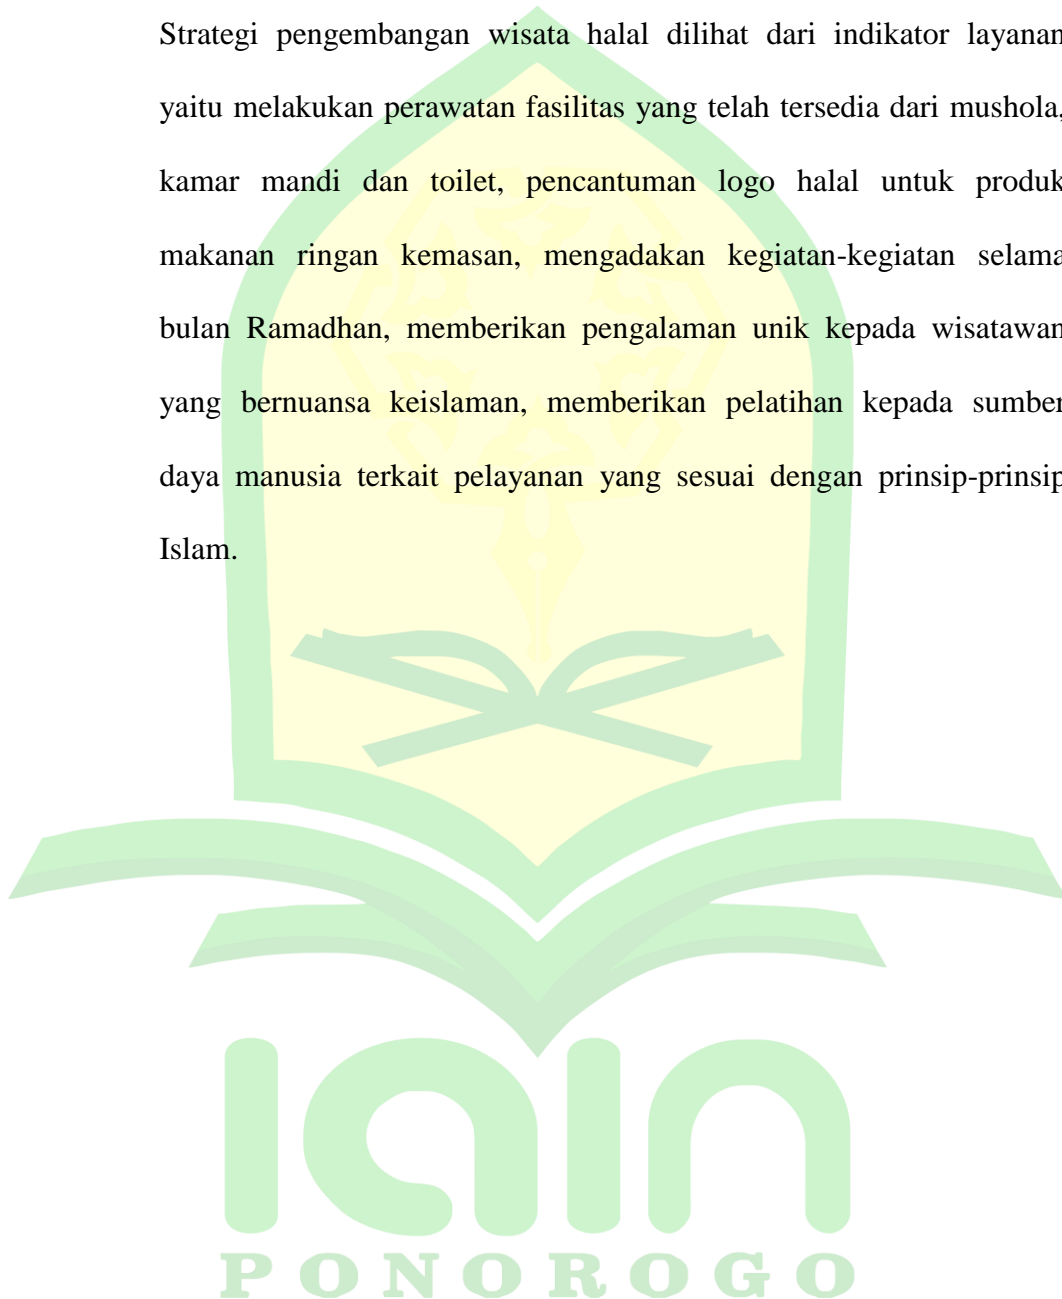 Strategi pengembangan wisata halal dilihat dari indikator layanan
yaitu melakukan perawatan fasilitas yang telah tersedia dari mushola,
kamar mandi dan toilet, pencantuman logo halal untuk produk
makanan ringan kemasan, mengadakan kegiatan-kegiatan selama
bulan Ramadhan, memberikan pengalaman unik kepada wisatawan
yang bernuansa keislaman, memberikan pelatihan kepada sumber
daya manusia terkait pelayanan yang sesuai dengan prinsip-prinsip
Islam.
IAIN
PONOROGO